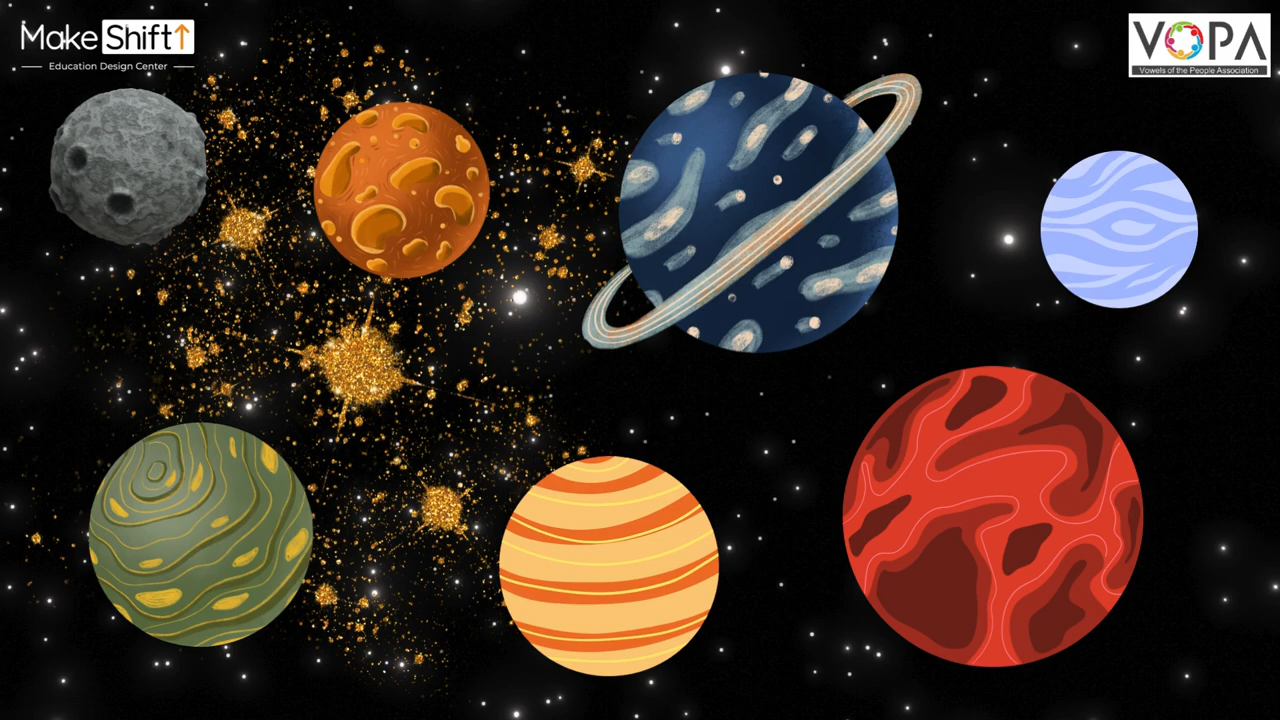 MakeShift↑
Education Design Center
VOPA
Vowels of the People Association